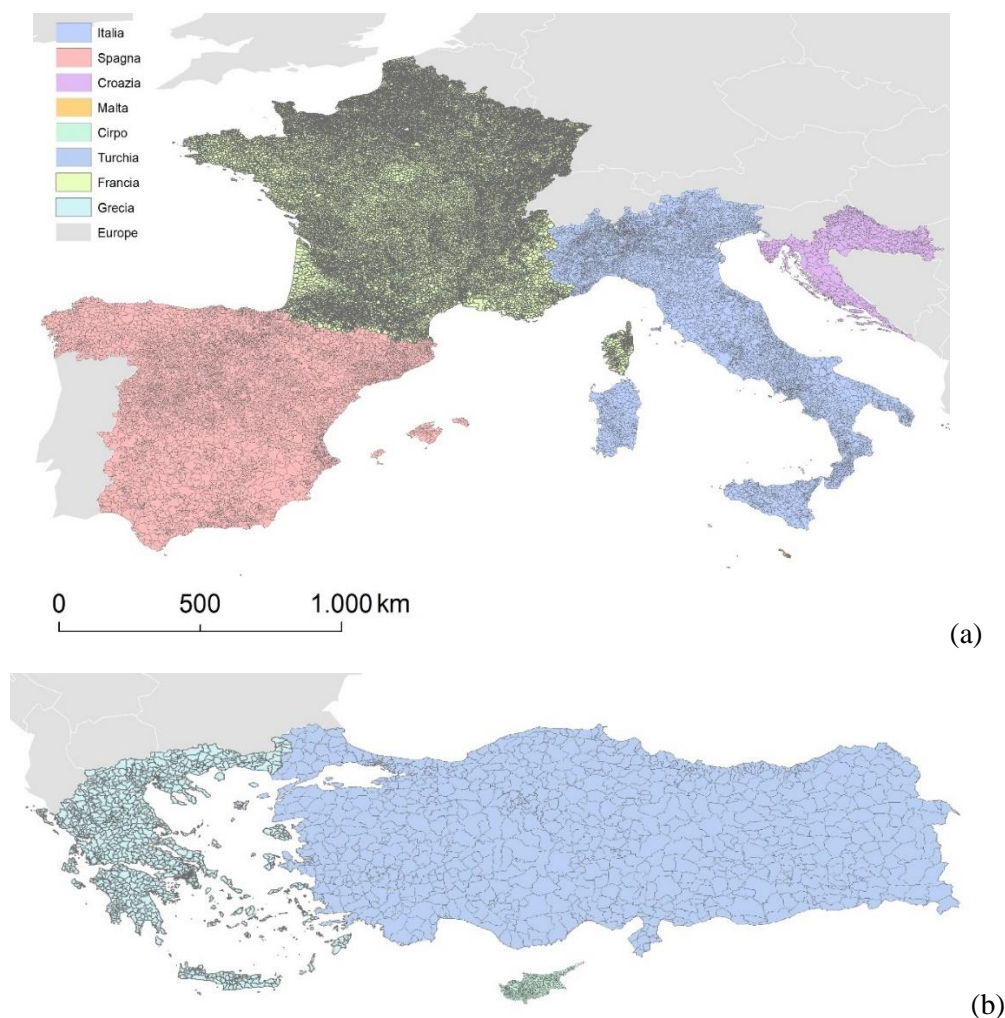 Italia
Spagna
Croazia
Malta
Cirpo
Turchia
Francia
Grecia
Europe
0 500 1.000 km
(a)
(b)